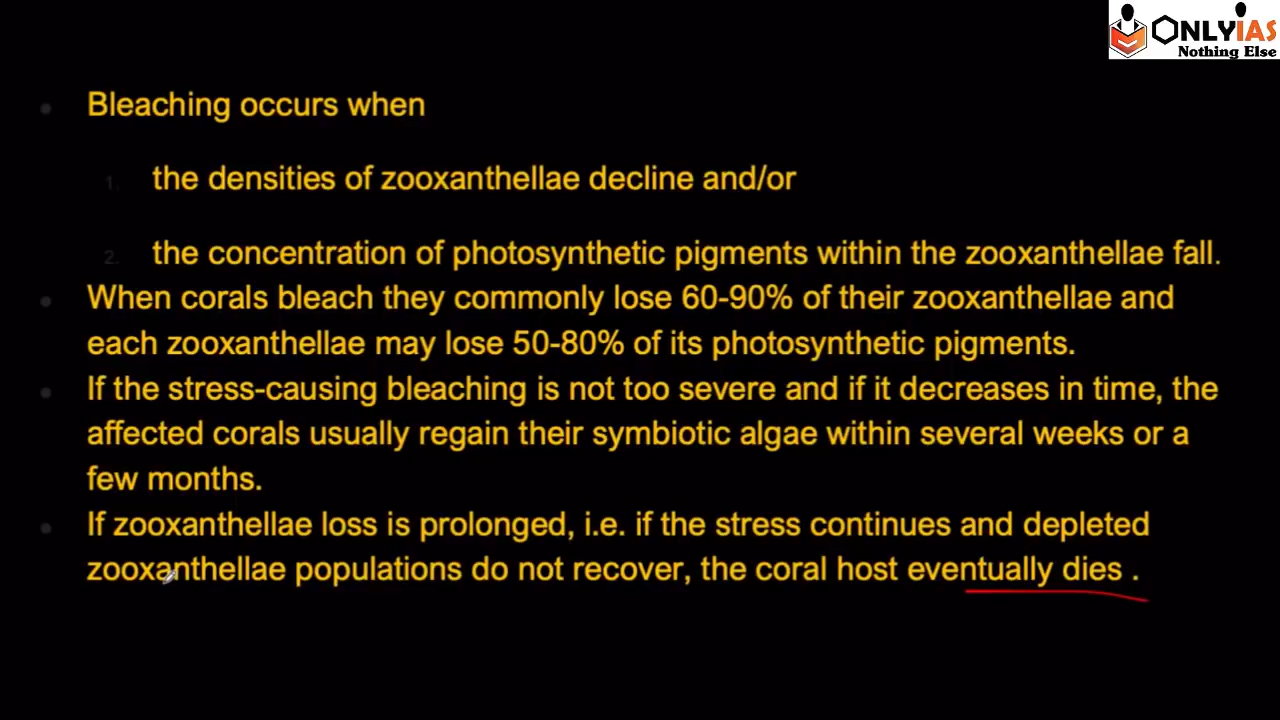 ONLYIAS
Nothing Else
• Bleaching occurs when
1. the densities of zooxanthellae decline and/or
2. the concentration of photosynthetic pigments within the zooxanthellae fall.
• When corals bleach they commonly lose 60-90% of their zooxanthellae and
each zooxanthellae may lose 50-80% of its photosynthetic pigments.
• If the stress-causing bleaching is not too severe and if it decreases in time, the
affected corals usually regain their symbiotic algae within several weeks or a
few months.
• If zooxanthellae loss is prolonged, i.e. if the stress continues and depleted
zooxanthellae populations do not recover, the coral host eventually dies .